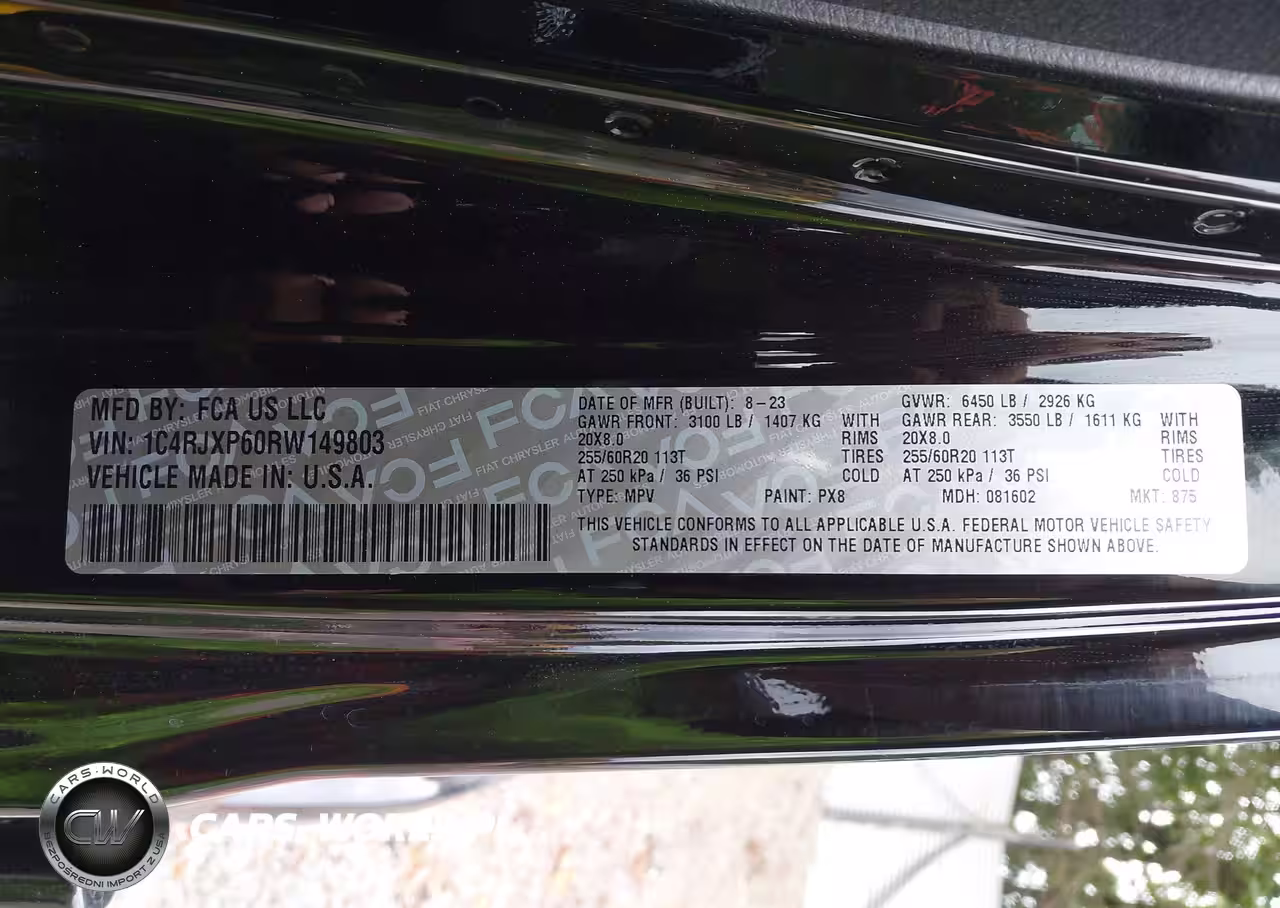 MFD BY: FCA US LLC
VIN: 1C4RJXP60RW149803
VEHICLE MADE IN: U.S.A.
DATE OF MFR (BUILT): 8-23
GVWR: 6450 LB / 2926 KG
GAWR FRONT: 3100 LB / 1407 KG WITH
GAWR REAR: 3550 LB / 1611 KG WITH
20X8.0 RIMS
20X8.0 RIMS
255/60R20 113T TIRES
255/60R20 113T TIRES
AT 250 kPa / 36 PSI COLD
AT 250 kPa / 36 PSI COLD
TYPE: MPV PAINT: PX8 MDH: 081602 MKT: 875
THIS VEHICLE CONFORMS TO ALL APPLICABLE U.S.A. FEDERAL MOTOR VEHICLE SAFETY
STANDARDS IN EFFECT ON THE DATE OF MANUFACTURE SHOWN ABOVE.
CARS-WORLD
CW
BEZPOŚREDNI IMPORT Z USA